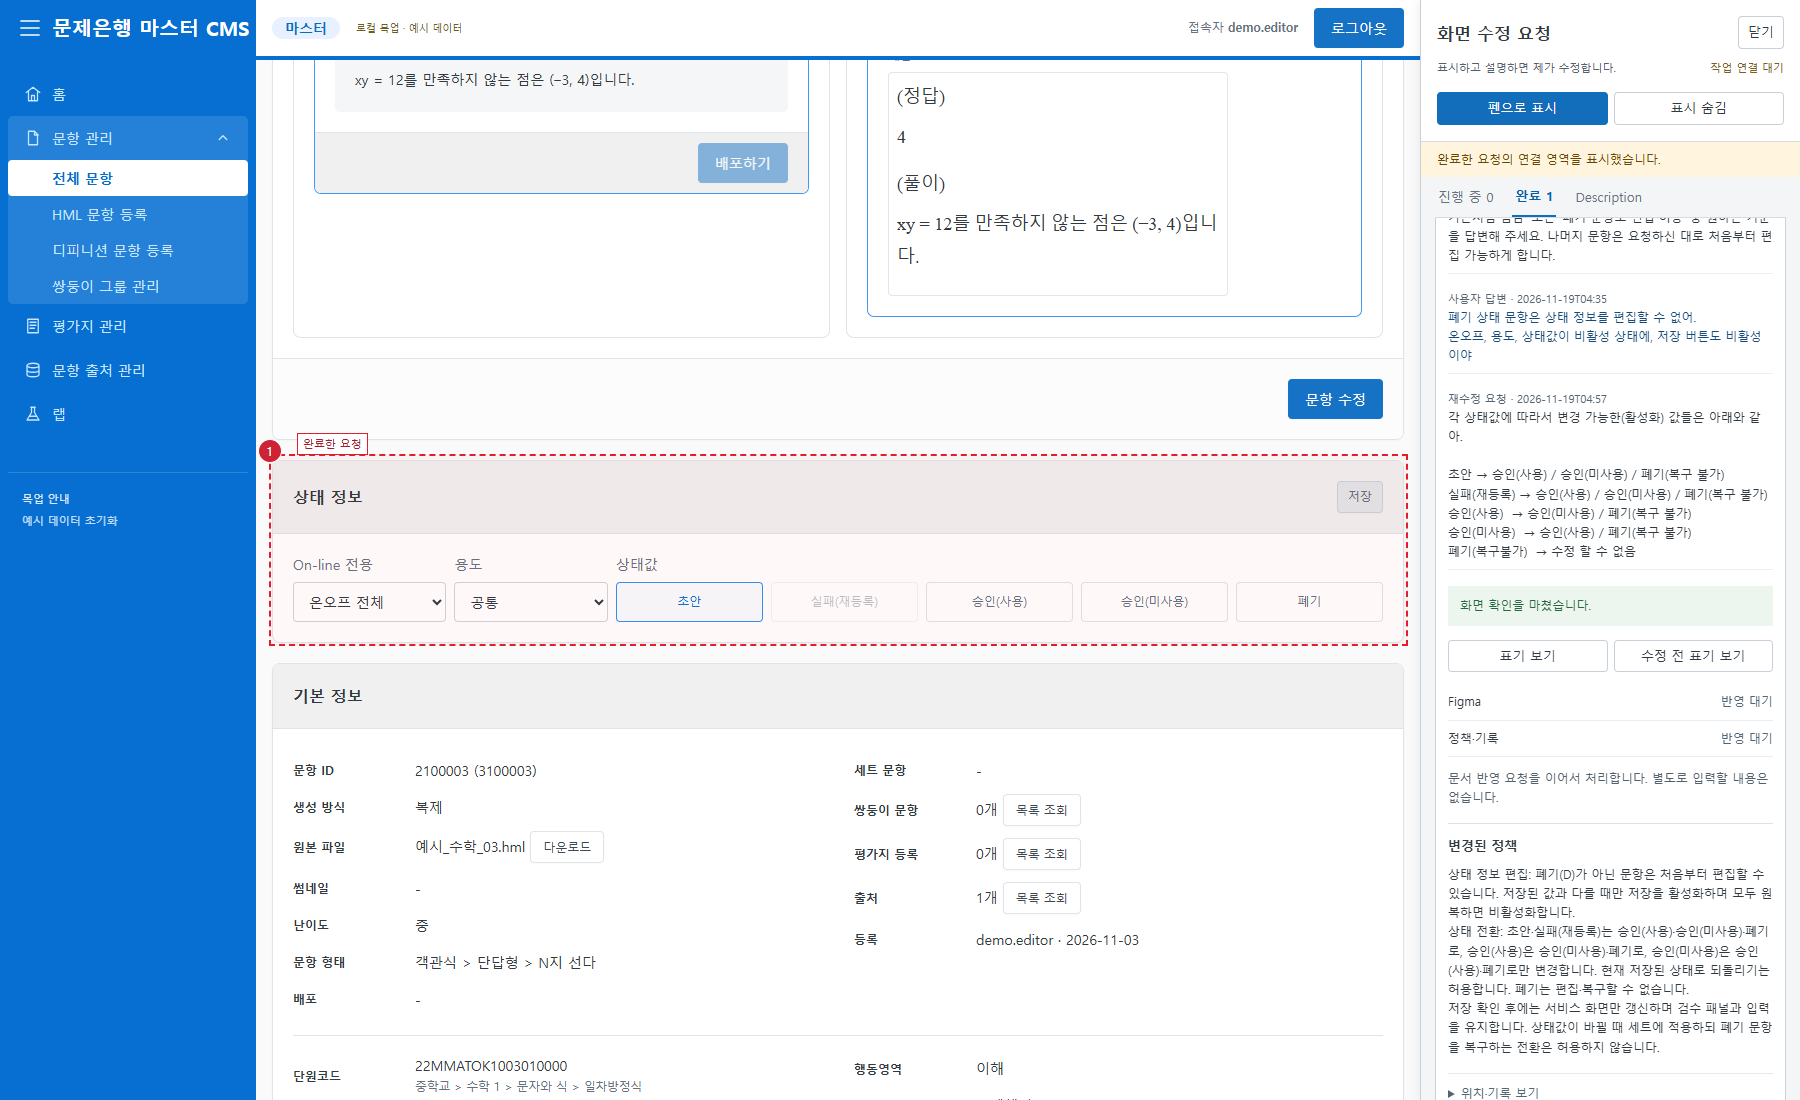 문제은행 마스터 CMS
홈
문항 관리
전체 문항
HML 문항 등록
디피니션 문항 등록
쌍둥이 그룹 관리
평가지 관리
문항 출처 관리
랩
목업 안내
예시 데이터 초기화
마스터
로컬 목업 · 예시 데이터
접속자 demo.editor
로그아웃
xy = 12를 만족하지 않는 점은 (−3, 4)입니다.
배포하기
(정답)
4
(풀이)
xy = 12를 만족하지 않는 점은 (−3, 4)입니
다.
문항 수정
1
완료한 요청
상태 정보
저장
On-line 전용
용도
상태값
온오프 전체
공통
초안
실패(재등록)
승인(사용)
승인(미사용)
폐기
기본 정보
문항 ID
2100003 (3100003)
생성 방식
복제
원본 파일
예시_수학_03.hml
다운로드
썸네일
-
난이도
중
문항 형태
객관식 > 단답형 > N지 선다
배포
-
세트 문항
-
쌍둥이 문항
0개
목록 조회
평가지 등록
0개
목록 조회
출처
1개
목록 조회
등록
demo.editor · 2026-11-03
단원코드
22MMATOK1003010000
중학교 > 수학 1 > 문자와 식 > 일차방정식
행동영역
이해
화면 수정 요청
닫기
표시하고 설명하면 제가 수정합니다.
작업 연결 대기
펜으로 표시
표시 숨김
완료한 요청의 연결 영역을 표시했습니다.
진행 중 0
완료 1
Description
을 답변해 주세요. 나머지 문항은 요청하신 대로 처음부터 편
집 가능하게 합니다.
사용자 답변 · 2026-11-19T04:35
폐기 상태 문항은 상태 정보를 편집할 수 없어.
온오프, 용도, 상태값이 비활성 상태에, 저장 버튼도 비활성
이야
재수정 요청 · 2026-11-19T04:57
각 상태값에 따라서 변경 가능한(활성화) 값들은 아래와 같
아.
초안 → 승인(사용) / 승인(미사용) / 폐기(복구 불가)
실패(재등록) → 승인(사용) / 승인(미사용) / 폐기(복구 불가)
승인(사용) → 승인(미사용) / 폐기(복구 불가)
승인(미사용) → 승인(사용) / 폐기(복구 불가)
폐기(복구불가) → 수정 할 수 없음
화면 확인을 마쳤습니다.
표기 보기
수정 전 표기 보기
Figma
반영 대기
정책·기록
반영 대기
문서 반영 요청을 이어서 처리합니다. 별도로 입력할 내용은
없습니다.
변경된 정책
상태 정보 편집: 폐기(D)가 아닌 문항은 처음부터 편집할 수
있습니다. 저장된 값과 다를 때만 저장을 활성화하며 모두 원
복하면 비활성화합니다.
상태 전환: 초안·실패(재등록)는 승인(사용)·승인(미사용)·폐기
로, 승인(사용)은 승인(미사용)·폐기로, 승인(미사용)은 승인
(사용)·폐기로만 변경합니다. 현재 저장된 상태로 되돌리기는
허용합니다. 폐기는 편집·복구할 수 없습니다.
저장 확인 후에는 서비스 화면만 갱신하며 검수 패널과 입력
을 유지합니다. 상태값이 바뀔 때 세트에 적용하되 폐기 문항
을 복구하는 전환은 허용하지 않습니다.
▶ 위치·기록 보기